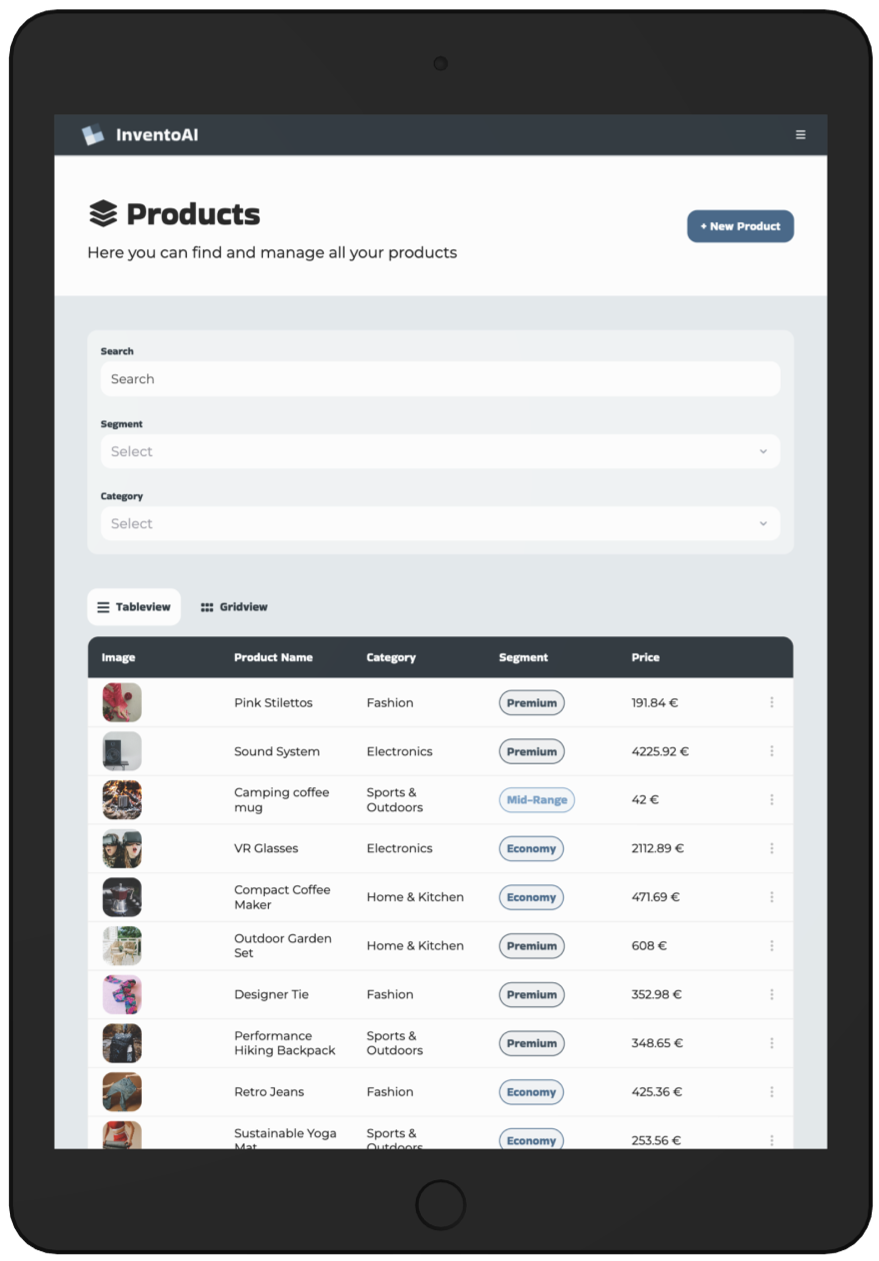 InventoAI
Products
+ New Product
Here you can find and manage all your products
Search
Search
Segment
Select
Category
Select
Tableview Gridview
Image Product Name Category Segment Price
Pink Stilettos Fashion Premium 191.84 €
Sound System Electronics Premium 4225.92 €
Camping coffee
mug
Sports &
Outdoors
Mid-Range 42 €
VR Glasses Electronics Economy 2112.89 €
Compact Coffee
Maker
Home & Kitchen Economy 471.69 €
Outdoor Garden
Set
Home & Kitchen Premium 608 €
Designer Tie Fashion Premium 352.98 €
Performance
Hiking Backpack
Sports &
Outdoors
Premium 348.65 €
Retro Jeans Fashion Economy 425.36 €
Sustainable Yoga
Mat
Sports &
Outdoors
Economy 253.56 €